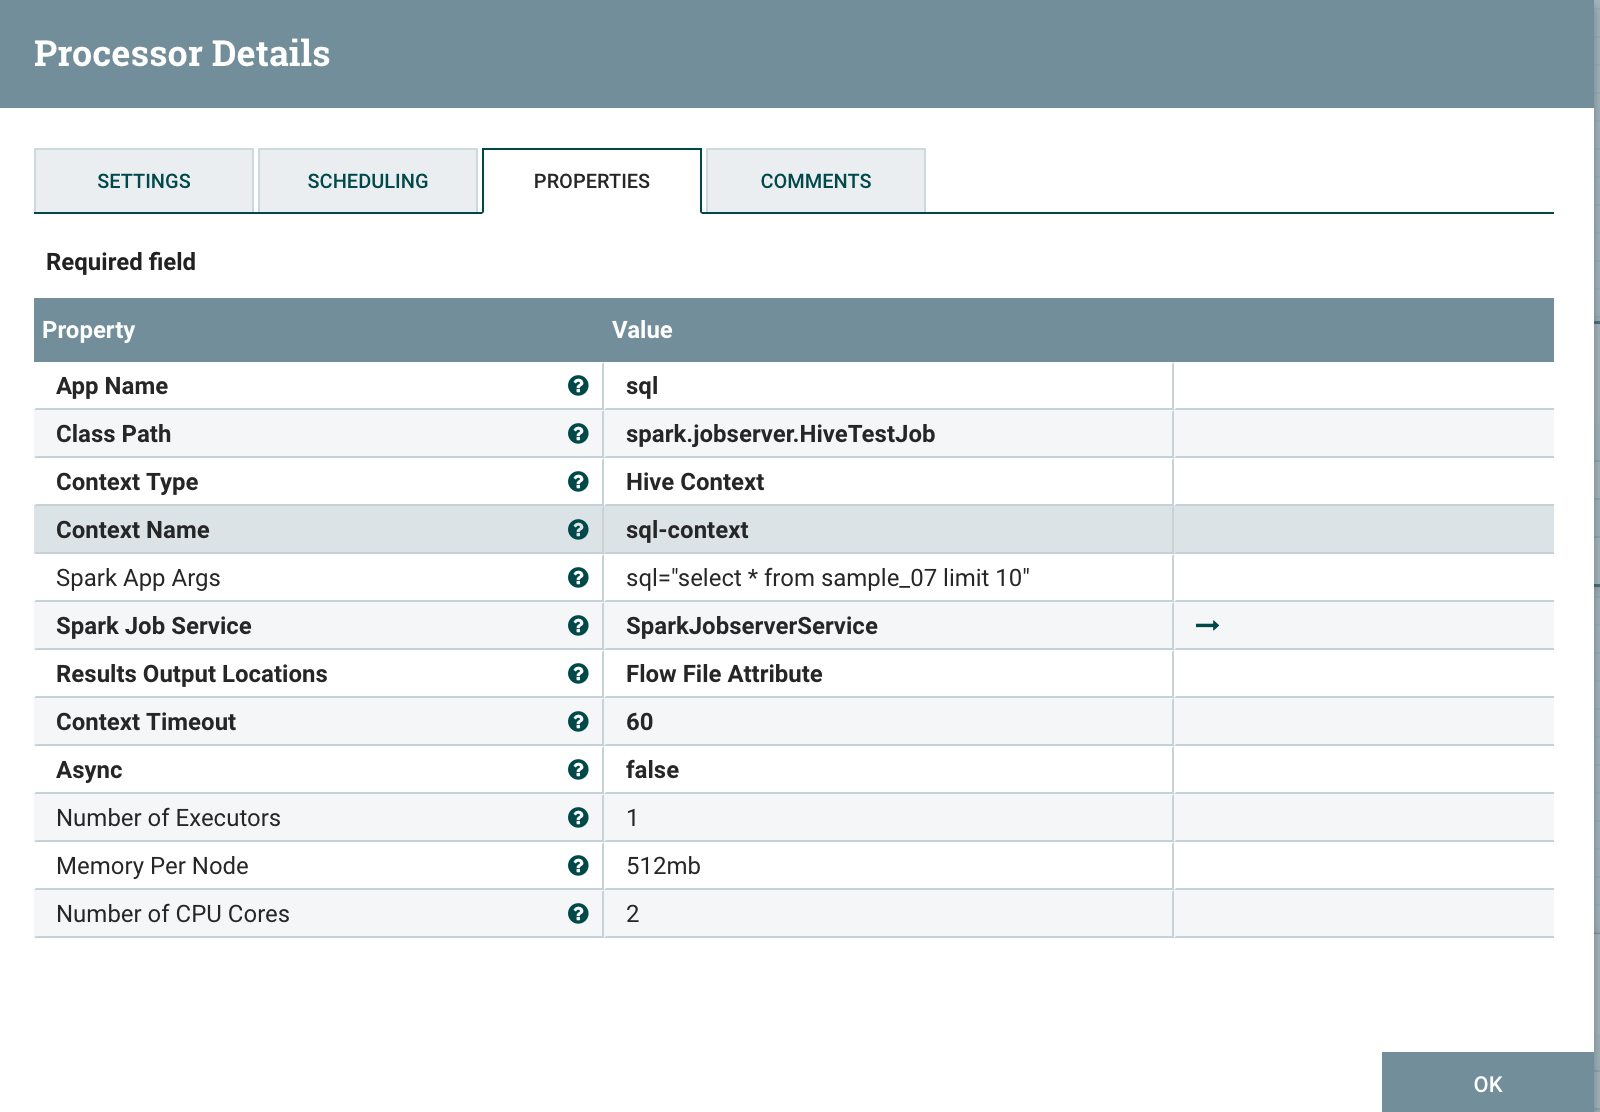 Processor Details
SETTINGS SCHEDULING PROPERTIES COMMENTS
Required field
Property Value
App Name ? sql
Class Path ? spark.jobserver.HiveTestJob
Context Type ? Hive Context
Context Name ? sql-context
Spark App Args ? sql="select * from sample_07 limit 10"
Spark Job Service ? SparkJobserverService →
Results Output Locations ? Flow File Attribute
Context Timeout ? 60
Async ? false
Number of Executors ? 1
Memory Per Node ? 512mb
Number of CPU Cores ? 2
OK